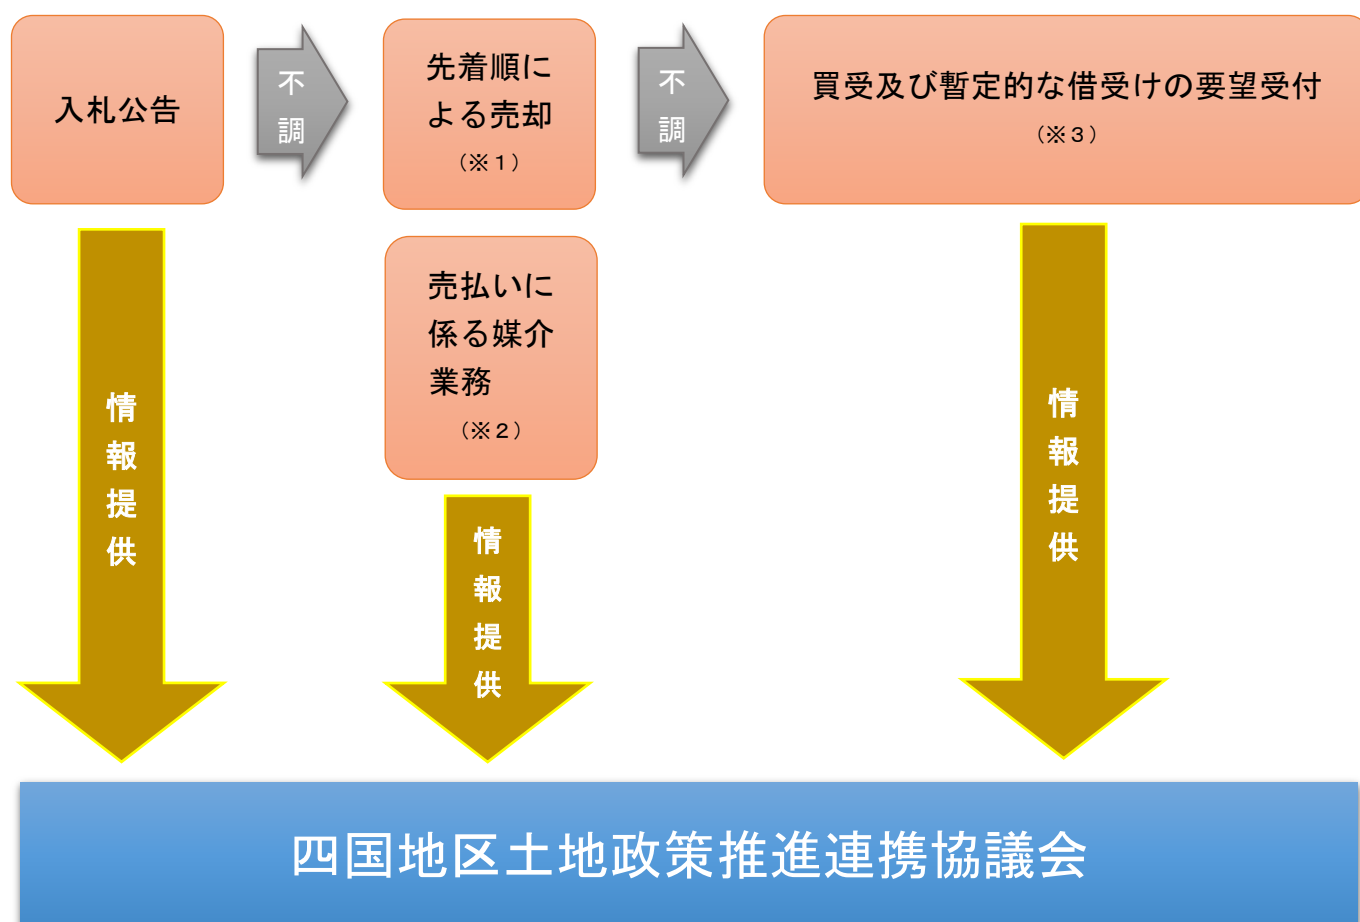 入札公告
不
調
先着順に
よる売却
（※１）
不
調
買受及び暫定的な借受けの要望受付
（※３）
売払いに
係る媒介
業務
（※２）
情
報
提
供
情
報
提
供
情
報
提
供
四国地区土地政策推進連携協議会